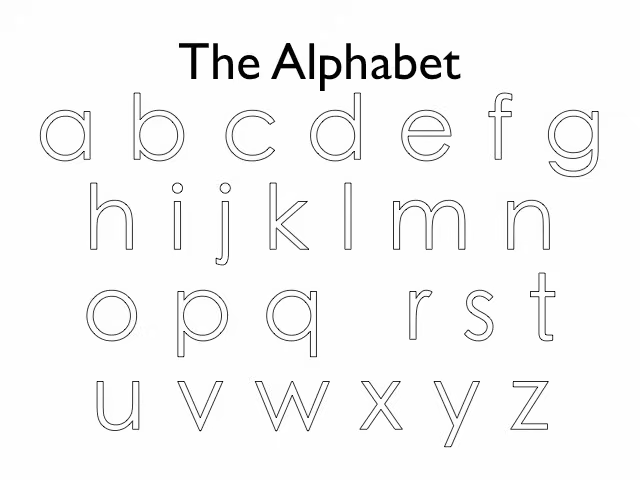 The Alphabet
a b c d e f g
h i j k l m n
o p q r s t
u v w x y z